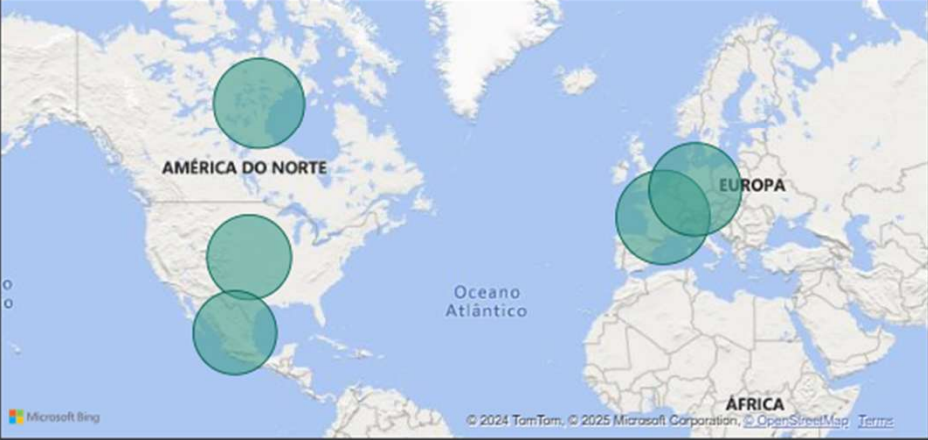 AMÉRICA DO NORTE
EUROPA
o
o
Oceano
Atlântico
ÁFRICA
Microsoft Bing
© 2024 TomTom, © 2025 Microsoft Corporation, © OpenStreetMap Terms